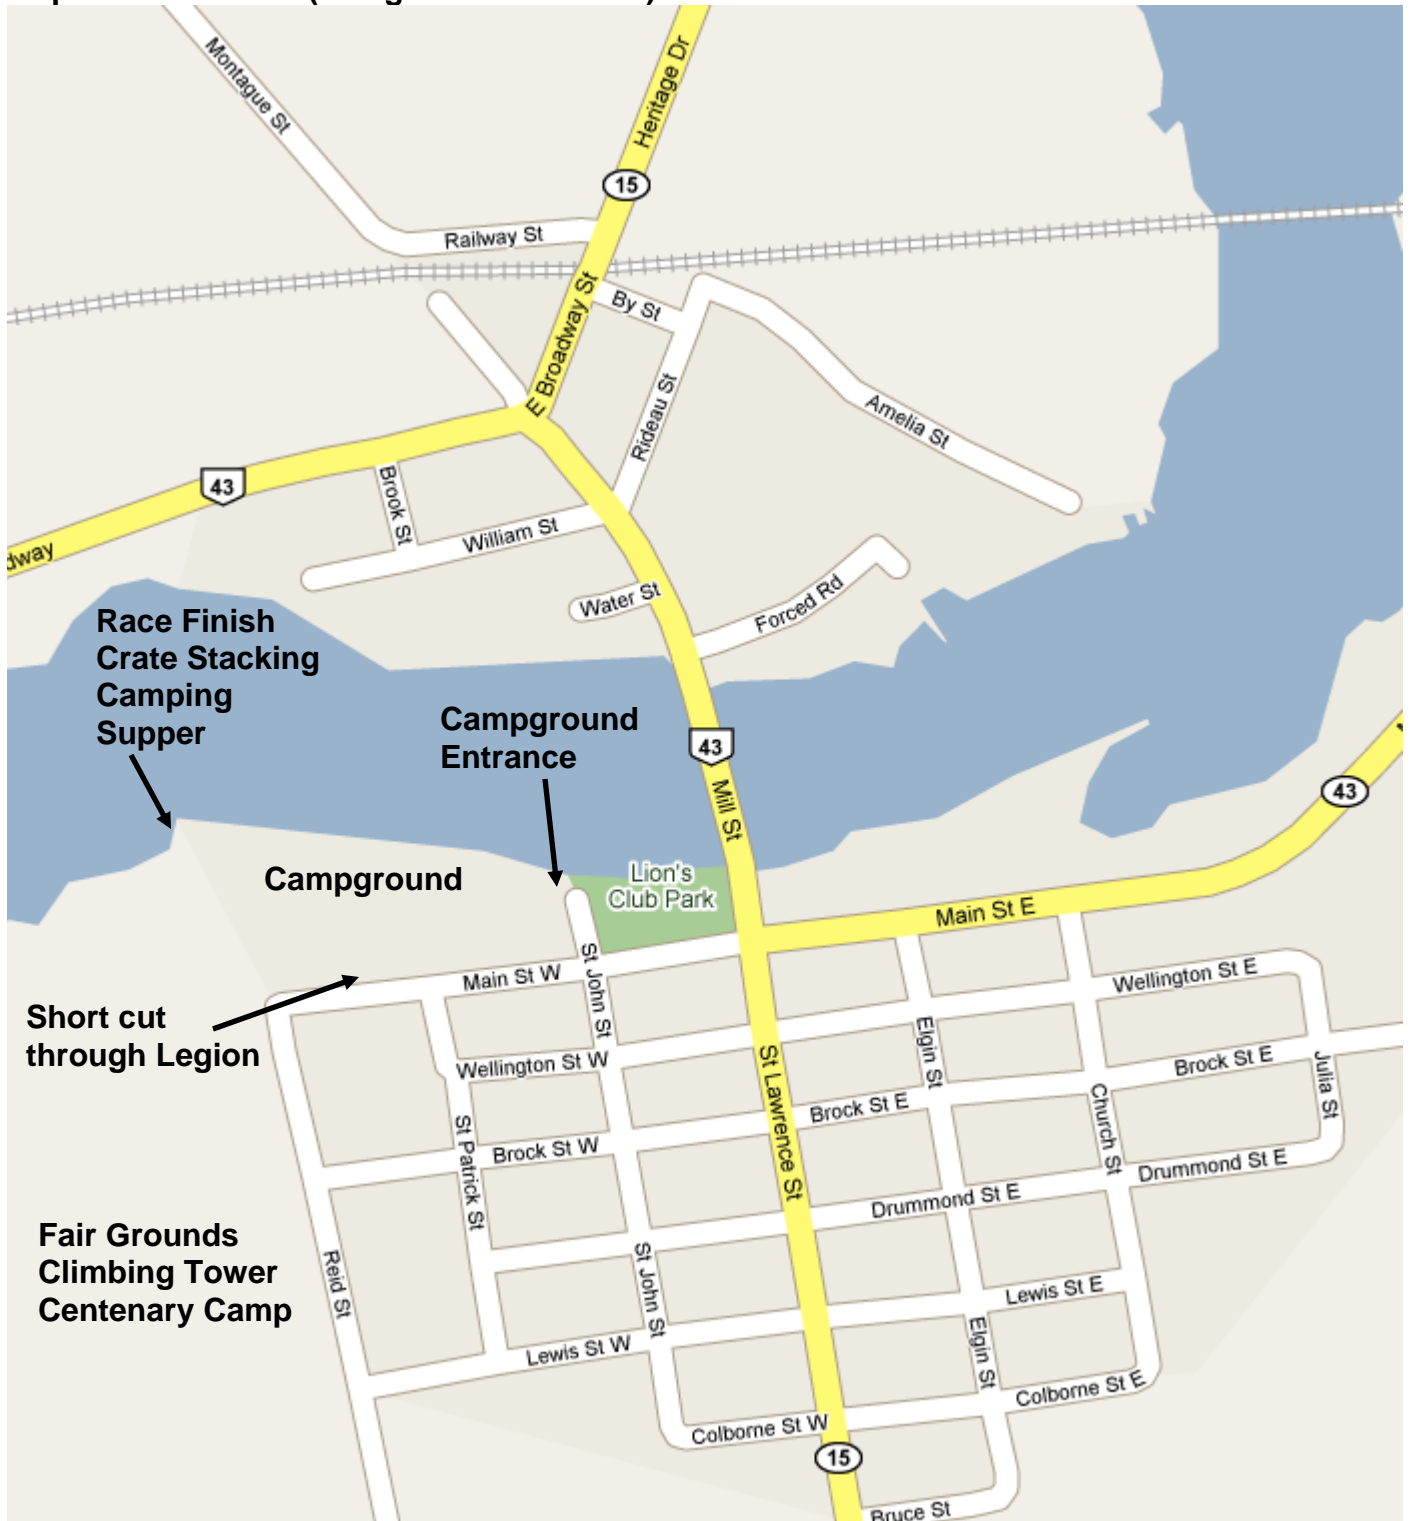 Montague St
Heritage Dr
15
Railway St
By St
E Broadway St
Rideau St
Amelia St
43
Brook St
William St
dway
Water St
Forced Rd
Race Finish
Crate Stacking
Camping
Supper
Campground
Entrance
43
Mill St
43
Campground
Lion's
Club Park
Main St E
St John St
Main St W
Wellington St E
Short cut
through Legion
Wellington St W
St Lawrence St
Elgin St
Brock St E
Julia St
Brock St E
Church St
St Patrick St
Brock St W
Drummond St E
Drummond St E
Fair Grounds
Climbing Tower
Centenary Camp
Reid St
St John St
Lewis St E
Lewis St W
Elgin St
Colborne St E
Colborne St W
15
Bruce St